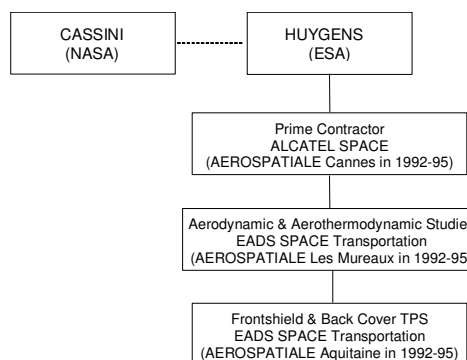 CASSINI
(NASA)
HUYGENS
(ESA)
Prime Contractor
ALCATEL SPACE
(AEROSPATIALE Cannes in 1992-95)
Aerodynamic & Aerothermodynamic Studie
EADS SPACE Transportation
(AEROSPATIALE Les Mureaux in 1992-95
Frontshield & Back Cover TPS
EADS SPACE Transportation
(AEROSPATIALE Aquitaine in 1992-95)